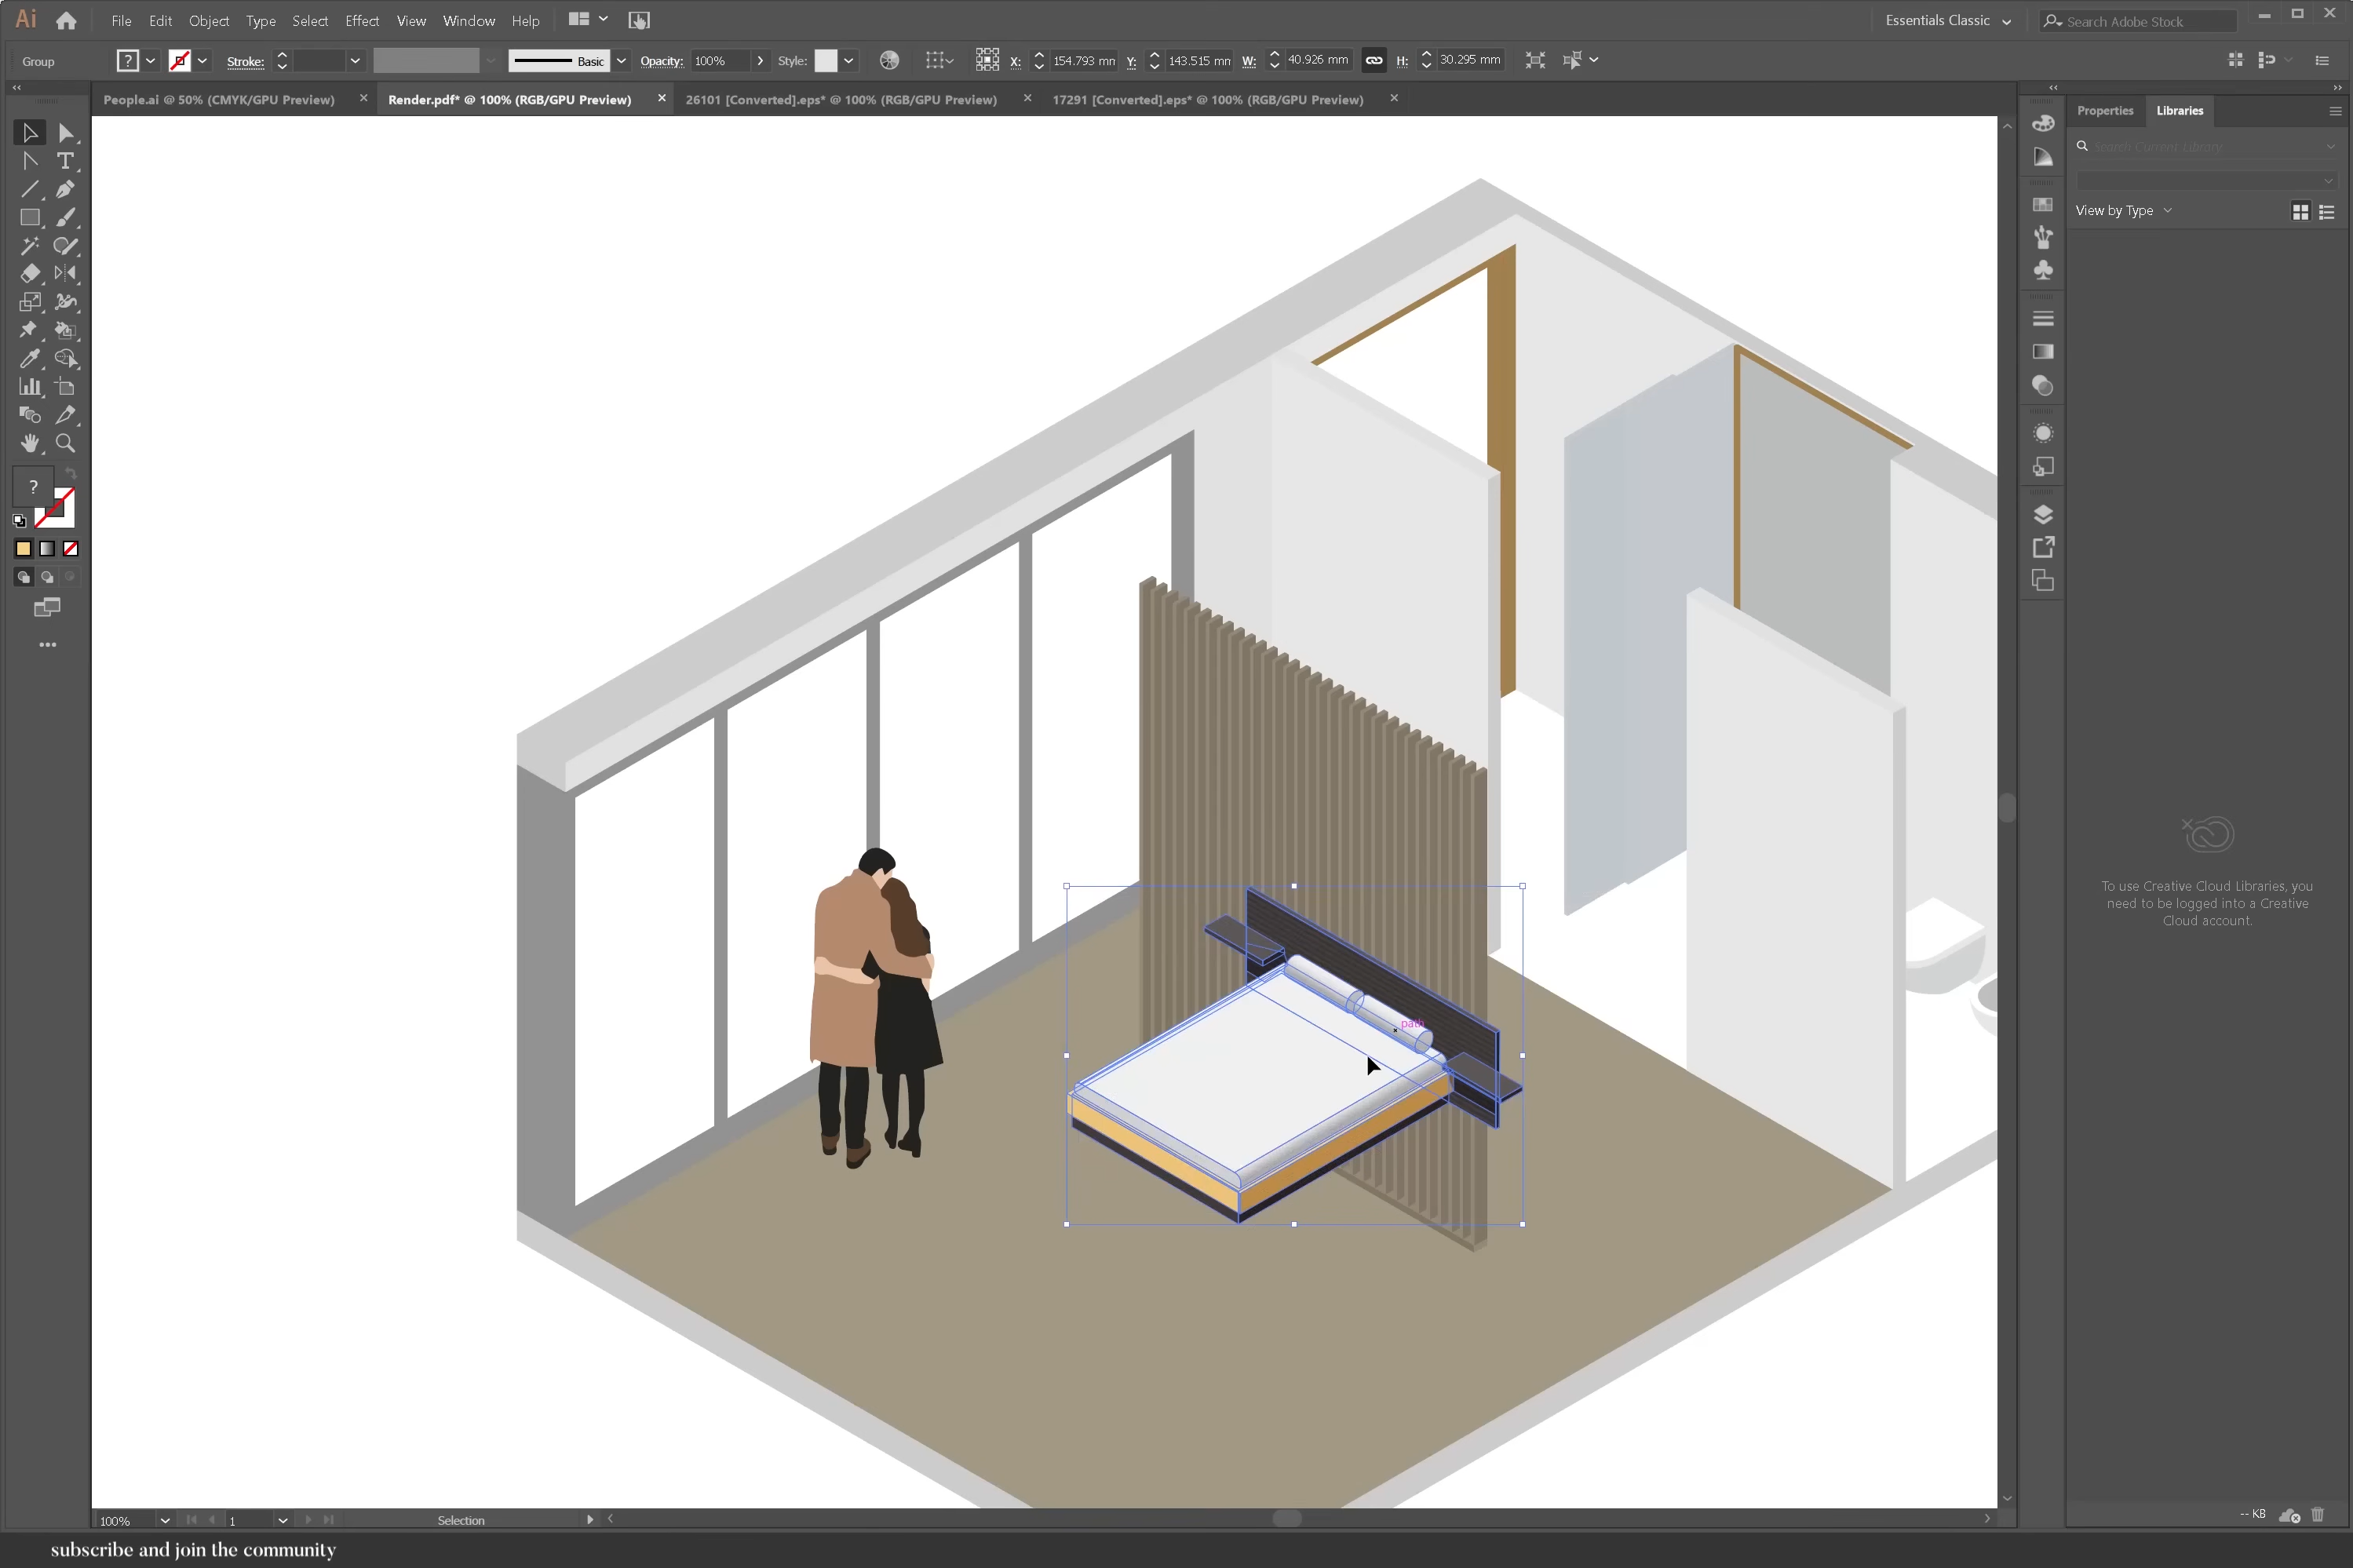 Ai File Edit Object Type Select Effect View Window Help Essentials Classic Search Adobe Stock
Group ? Stroke: Basic Opacity: 100% Style: X: 154.793 mm Y: 143.515 mm W: 40.926 mm H: 30.295 mm
People.ai @ 50% (CMYK/GPU Preview) Render.pdf* @ 100% (RGB/GPU Preview) 26101 [Converted].eps* @ 100% (RGB/GPU Preview) 17291 [Converted].eps* @ 100% (RGB/GPU Preview)
Properties Libraries
Search Current Library
View by Type
?
path
To use Creative Cloud Libraries, you
need to be logged into a Creative
Cloud account.
-- KB
100% 1 Selection
subscribe and join the community